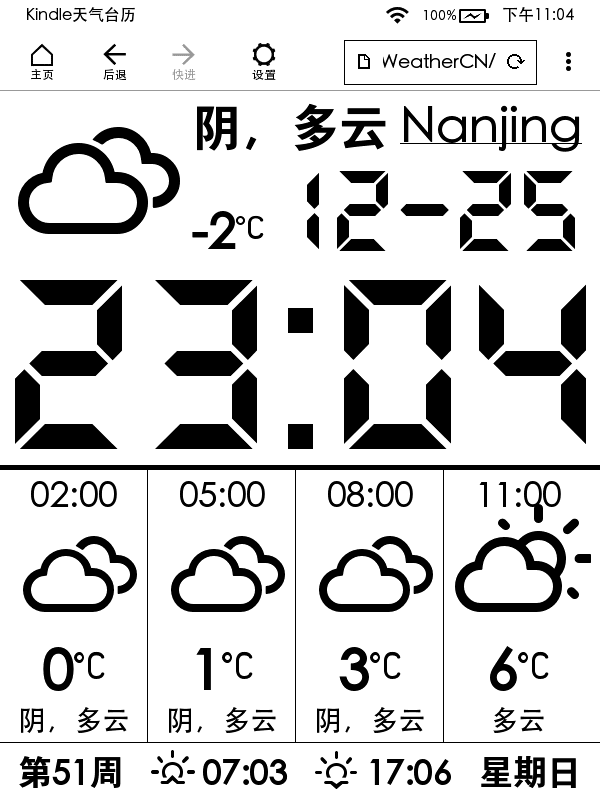 Kindle天气台历 100% 下午11:04
主页 后退 快进 设置 WeatherCN/
阴，多云 Nanjing
-2°C 12-25
23:04
02:00 05:00 08:00 11:00
0°C 1°C 3°C 6°C
阴，多云 阴，多云 阴，多云 多云
第51周 07:03 17:06 星期日